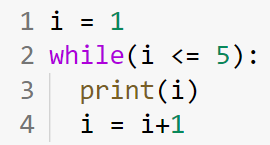 1 i = 1
2 while(i <= 5):
3   print(i)
4   i = i+1